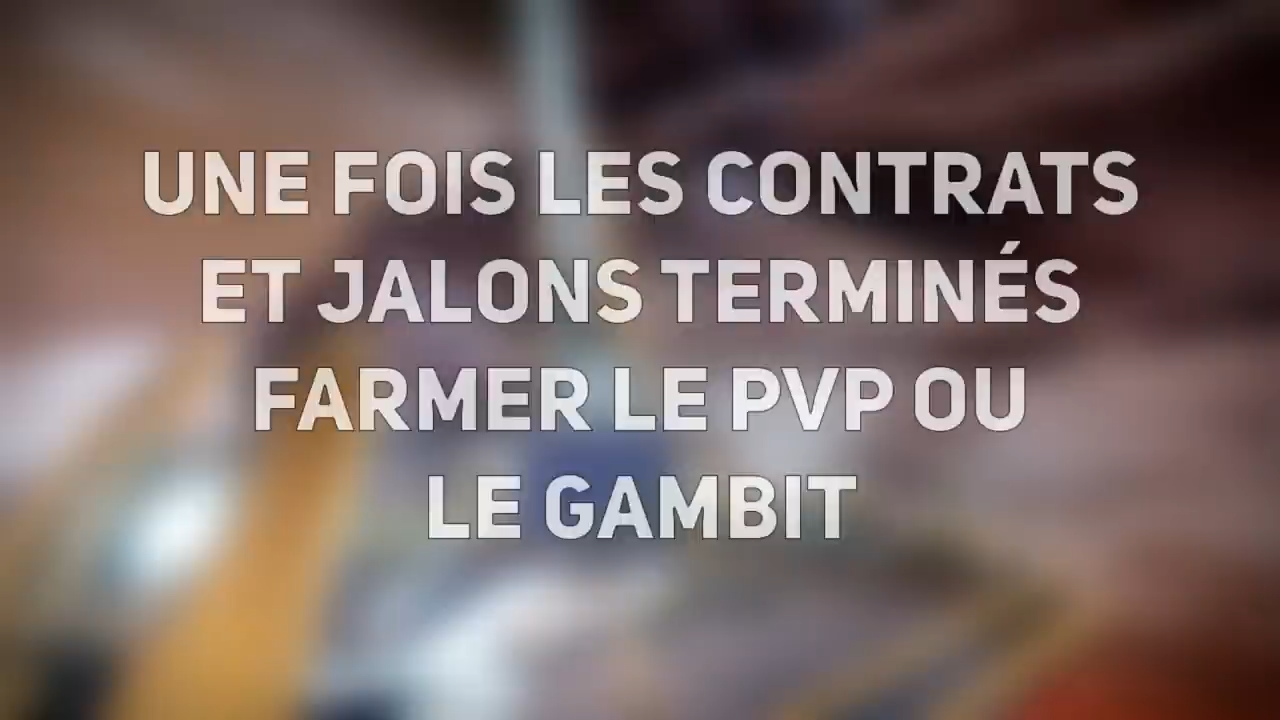 UNE FOIS LES CONTRATS
ET JALONS TERMINÉS
FARMER LE PVP OU
LE GAMBIT